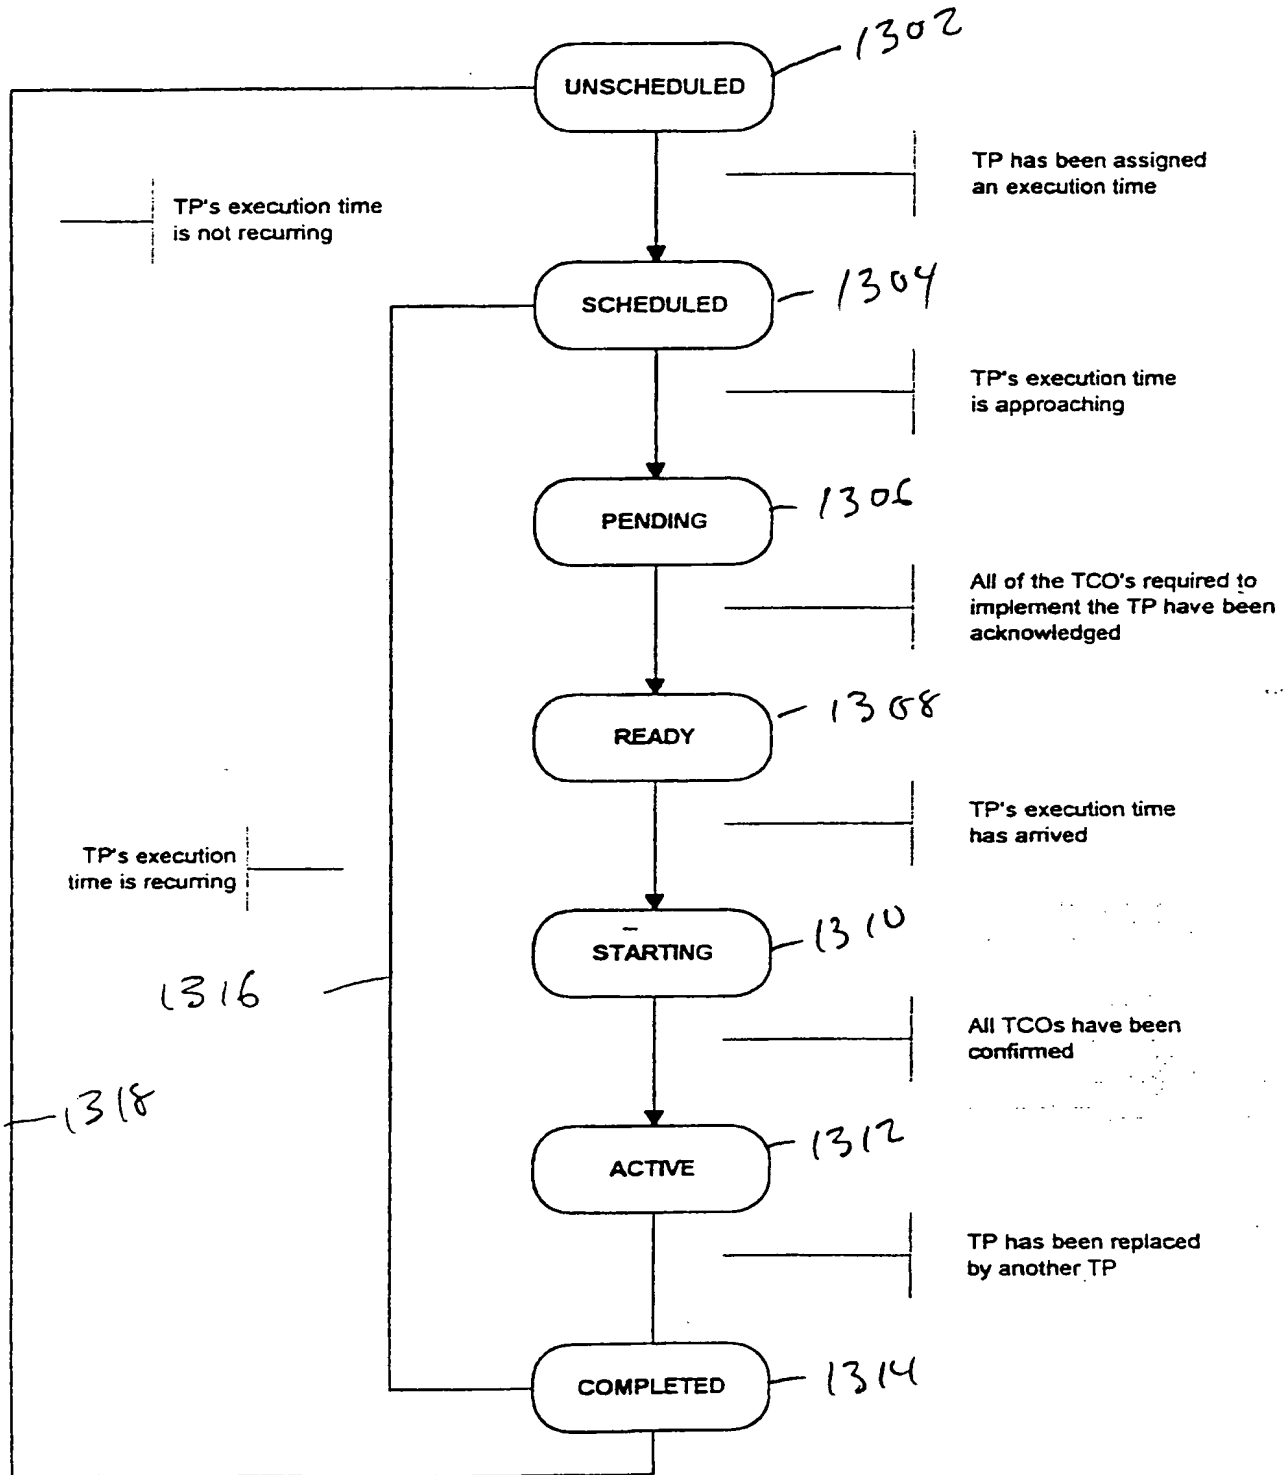 1302
UNSCHEDULED
TP has been assigned
an execution time
TP's execution time
is not recurring
SCHEDULED
1304
TP's execution time
is approaching
PENDING
1306
All of the TCO's required to
implement the TP have been
acknowledged
READY
1308
TP's execution time
has arrived
TP's execution
time is recurring
STARTING
1310
1316
All TCOs have been
confirmed
1318
ACTIVE
1312
TP has been replaced
by another TP
COMPLETED
1314